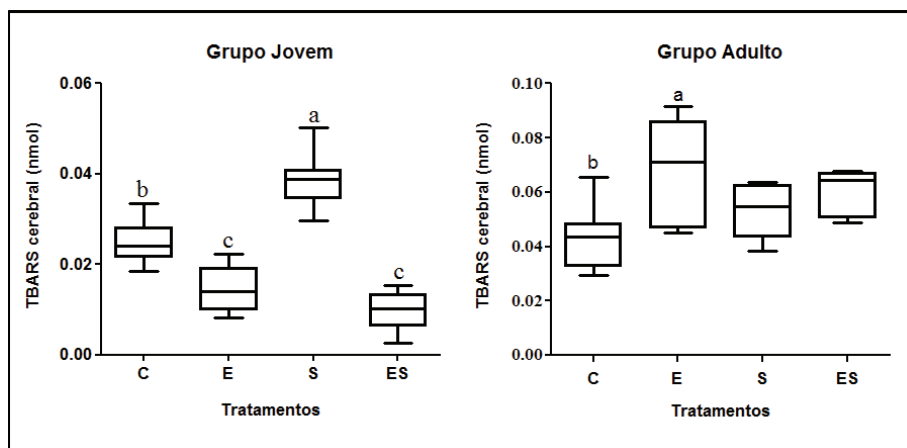 Grupo Jovem
TBARS cerebral (nmol)
0.06
0.04
0.02
0.00
b
c
a
c
C E S ES
Tratamentos
Grupo Adulto
TBARS cerebral (nmol)
0.10
0.08
0.06
0.04
0.02
0.00
b
a
C E S ES
Tratamentos